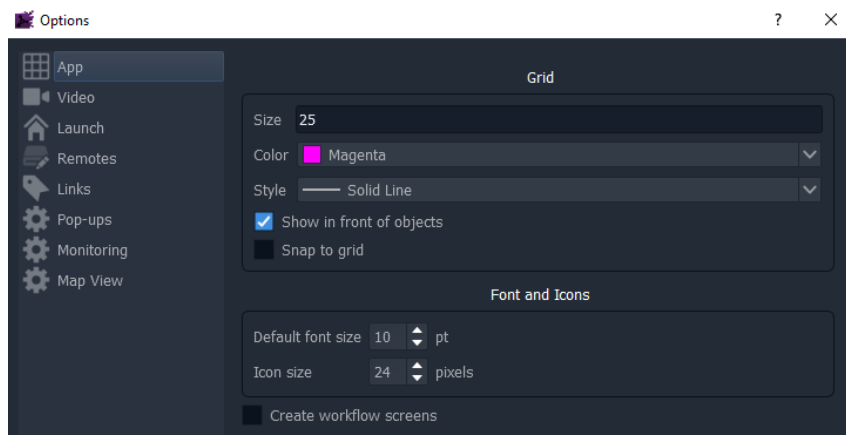 Options ?
App
Video
Launch
Remotes
Links
Pop-ups
Monitoring
Map View
Grid
Size 25
Color Magenta
Style Solid Line
Show in front of objects
Snap to grid
Font and Icons
Default font size 10 pt
Icon size 24 pixels
Create workflow screens